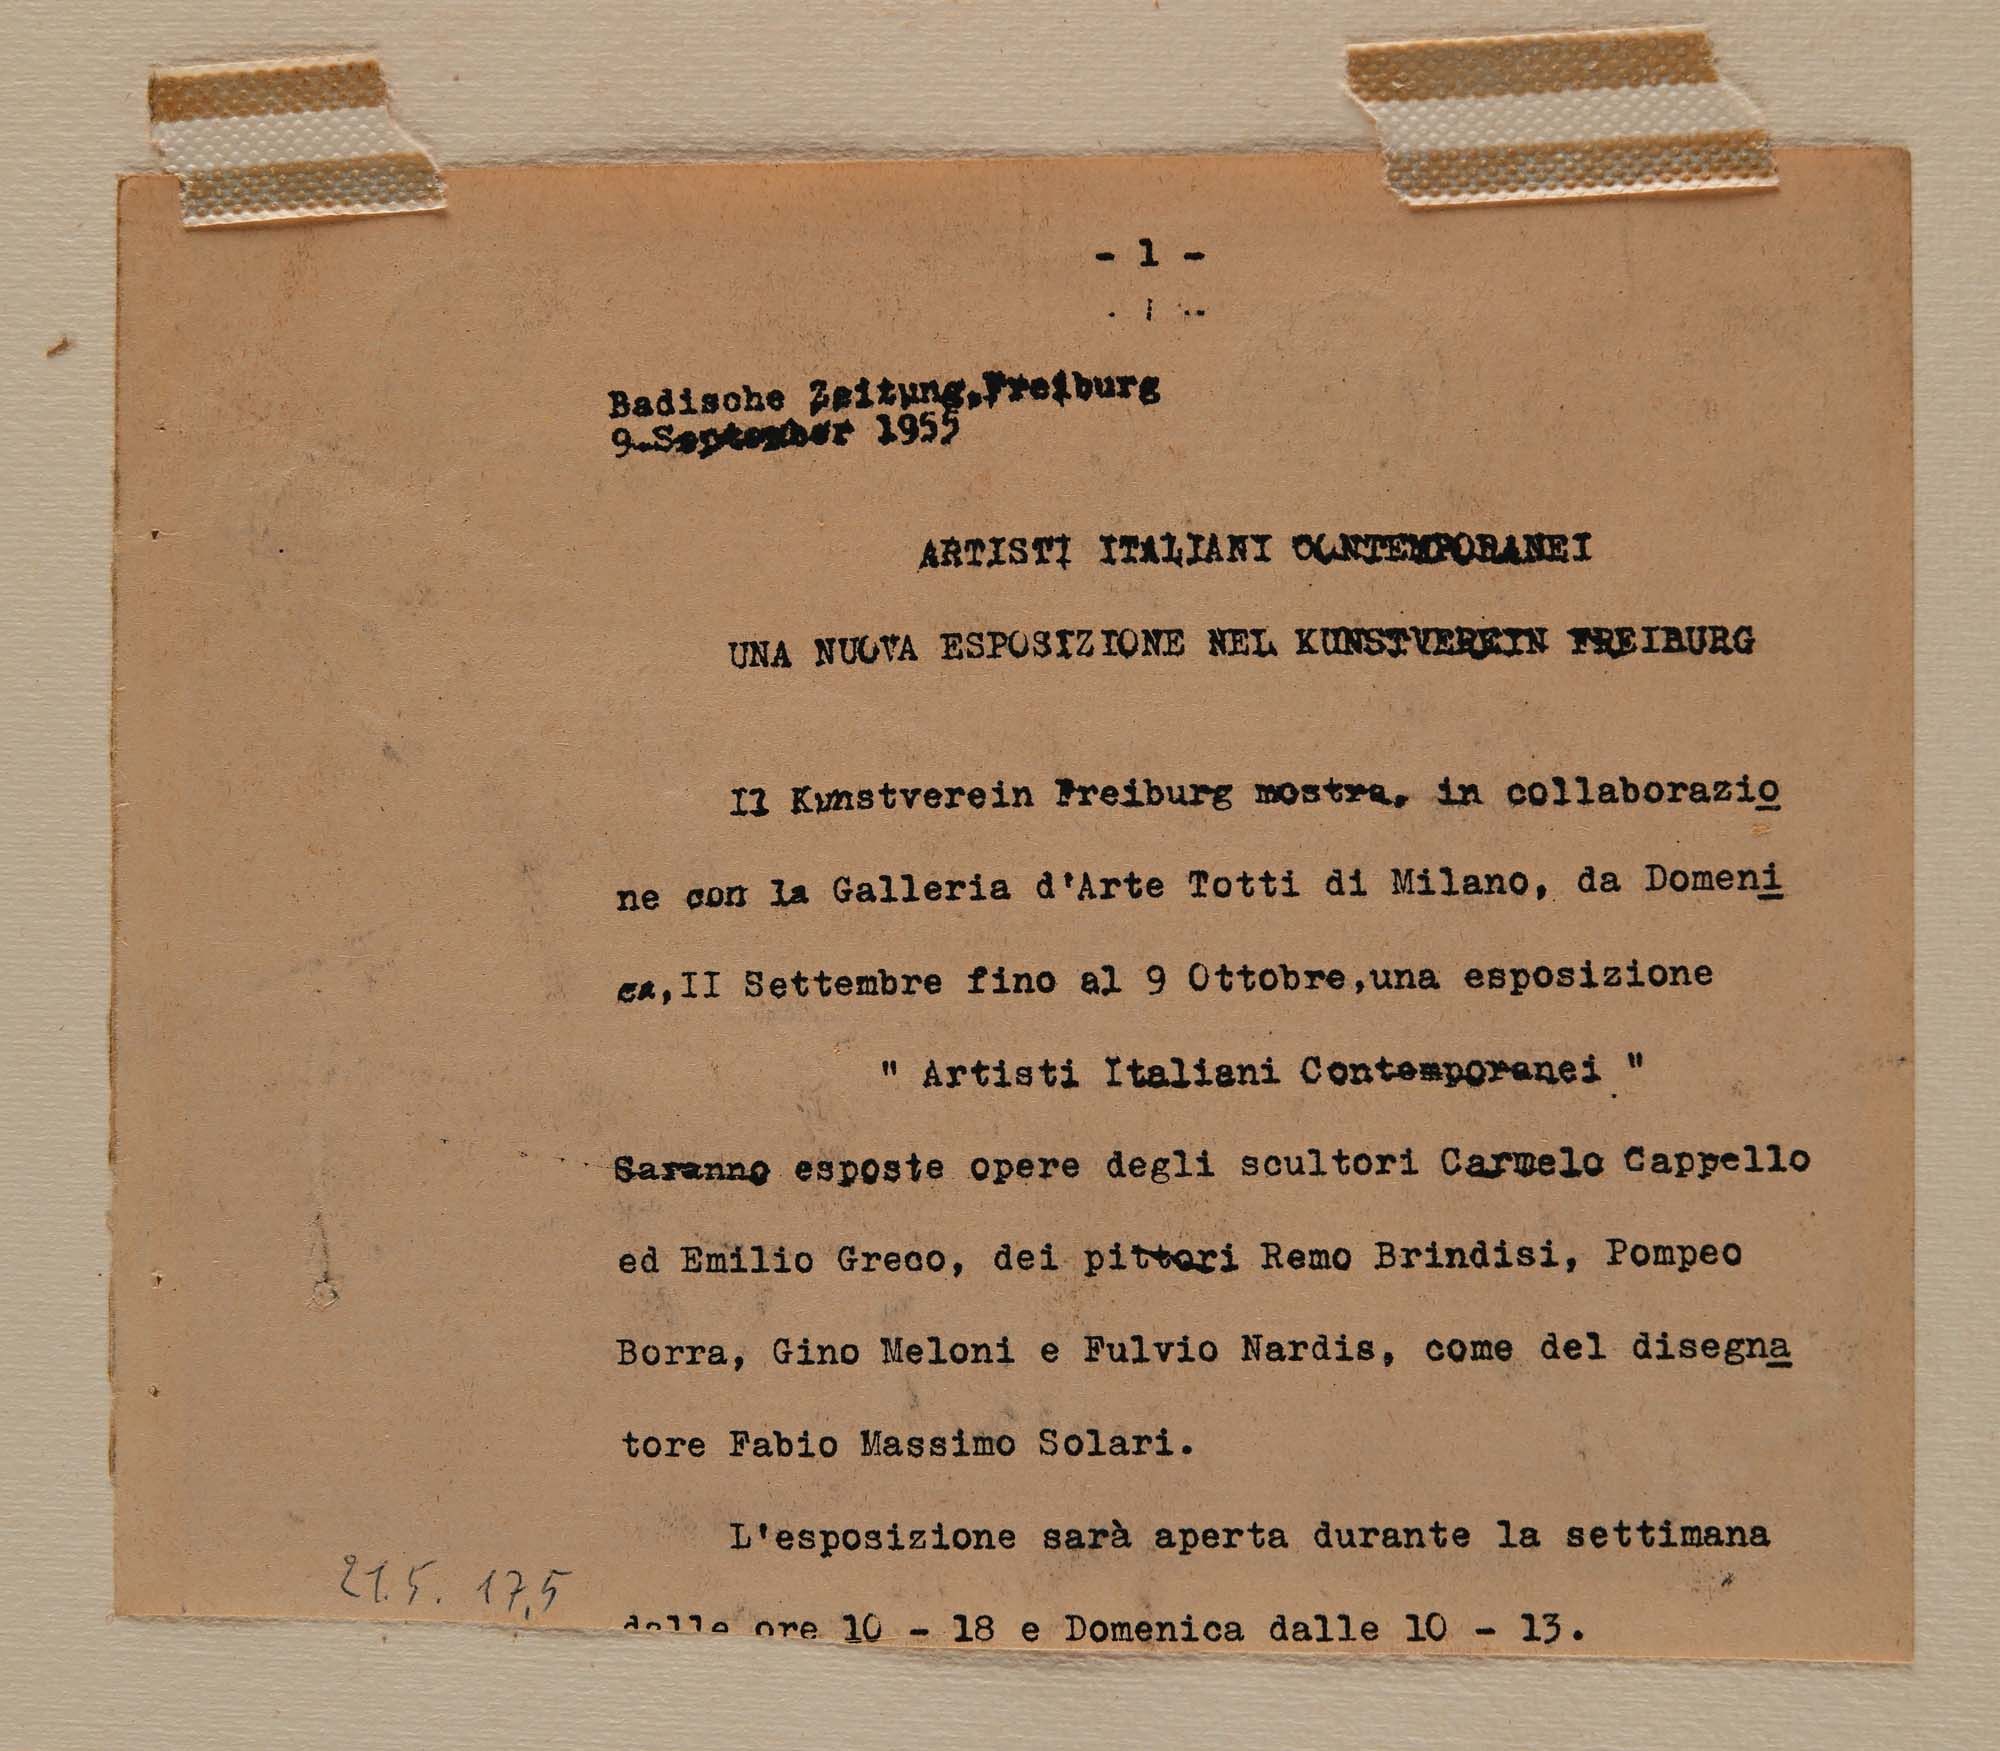 - 1 -
Badische Zeitung, Freiburg
9. September 1955
ARTISTI ITALIANI CONTEMPORANEI
UNA NUOVA ESPOSIZIONE NEL KUNSTVEREIN FREIBURG
Il Kunstverein Freiburg mostra, in collaborazio
ne con la Galleria d'Arte Totti di Milano, da Domeni
ca, II Settembre fino al 9 Ottobre,una esposizione
" Artisti Italiani Contemporanei "
Saranno esposte opere degli scultori Carmelo Cappello
ed Emilio Greco, dei pittori Remo Brindisi, Pompeo
Borra, Gino Meloni e Fulvio Nardis, come del disegna
tore Fabio Massimo Solari.
L'esposizione sarà aperta durante la settimana
dalle ore 10 - 18 e Domenica dalle 10 - 13.
21.5. 17,5